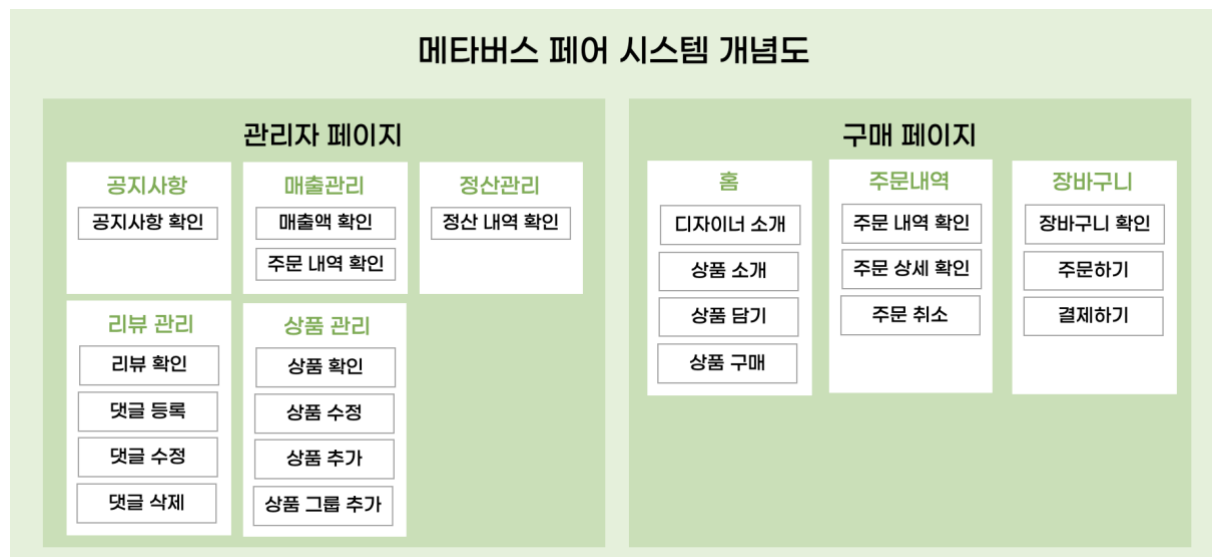 메타버스 페어 시스템 개념도
관리자 페이지
공지사항
공지사항 확인
매출관리
매출액 확인
주문 내역 확인
정산관리
정산 내역 확인
리뷰 관리
리뷰 확인
댓글 등록
댓글 수정
댓글 삭제
상품 관리
상품 확인
상품 수정
상품 추가
상품 그룹 추가
구매 페이지
홈
디자이너 소개
상품 소개
상품 담기
상품 구매
주문내역
주문 내역 확인
주문 상세 확인
주문 취소
장바구니
장바구니 확인
주문하기
결제하기